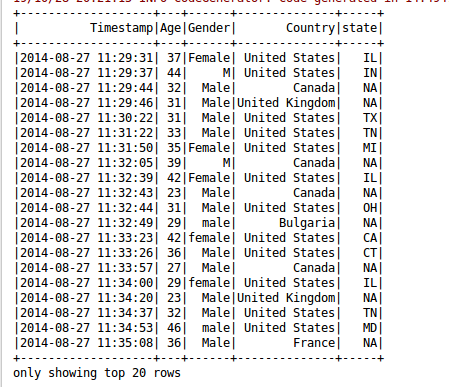 +-------------------+---+------+--------------+-----+
|          Timestamp|Age|Gender|       Country|state|
+-------------------+---+------+--------------+-----+
|2014-08-27 11:29:31| 37|Female| United States|   IL|
|2014-08-27 11:29:37| 44|     M| United States|   IN|
|2014-08-27 11:29:44| 32|  Male|        Canada|   NA|
|2014-08-27 11:29:46| 31|  Male|United Kingdom|   NA|
|2014-08-27 11:30:22| 31|  Male| United States|   TX|
|2014-08-27 11:31:22| 33|  Male| United States|   TN|
|2014-08-27 11:31:50| 35|Female| United States|   MI|
|2014-08-27 11:32:05| 39|     M|        Canada|   NA|
|2014-08-27 11:32:39| 42|Female| United States|   IL|
|2014-08-27 11:32:43| 23|  Male|        Canada|   NA|
|2014-08-27 11:32:44| 31|  Male| United States|   OH|
|2014-08-27 11:32:49| 29|  male|      Bulgaria|   NA|
|2014-08-27 11:33:23| 42|female| United States|   CA|
|2014-08-27 11:33:26| 36|  Male| United States|   CT|
|2014-08-27 11:33:57| 27|  Male|        Canada|   NA|
|2014-08-27 11:34:00| 29|female| United States|   IL|
|2014-08-27 11:34:20| 23|  Male|United Kingdom|   NA|
|2014-08-27 11:34:37| 32|  Male| United States|   TN|
|2014-08-27 11:34:53| 46|  male| United States|   MD|
|2014-08-27 11:35:08| 36|  Male|        France|   NA|
+-------------------+---+------+--------------+-----+
only showing top 20 rows